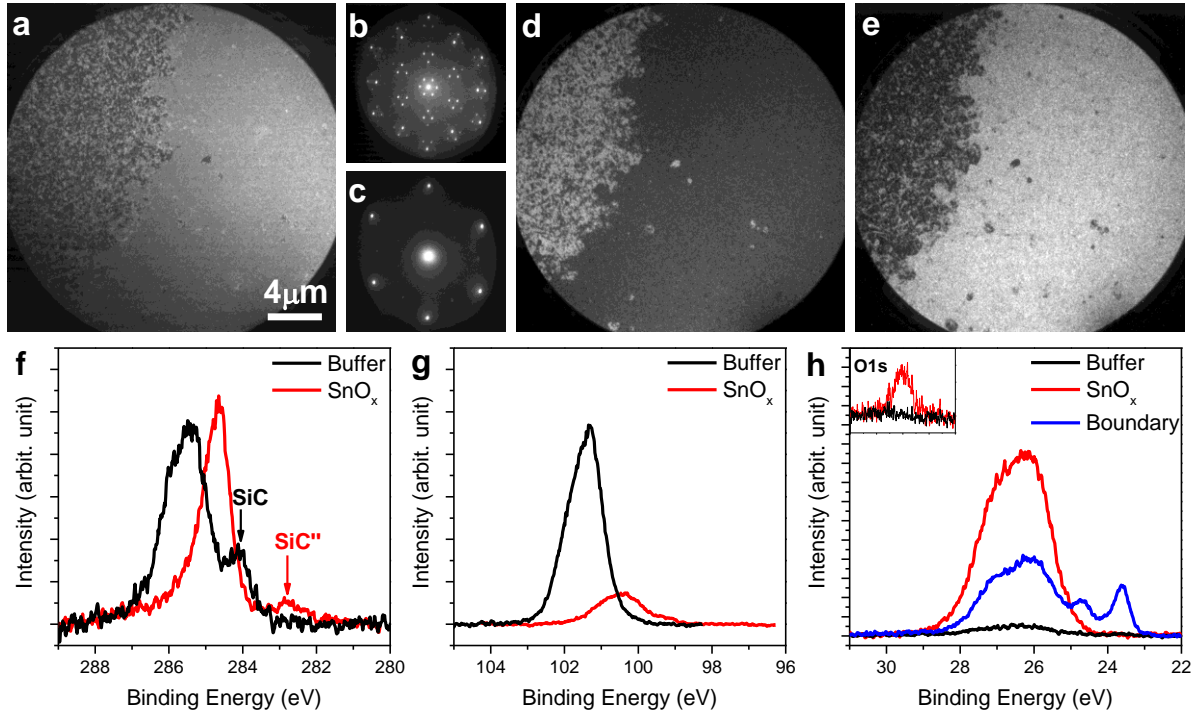 a
b
c
d
e
4μm
f
Buffer
SnOx
SiC
SiC"
Intensity (arbit. unit)
288 286 284 282 280
Binding Energy (eV)
g
Buffer
SnOx
Intensity (arbit. unit)
104 102 100 98 96
Binding Energy (eV)
h
O1s
Buffer
SnOx
Boundary
Intensity (arbit. unit)
30 28 26 24 22
Binding Energy (eV)